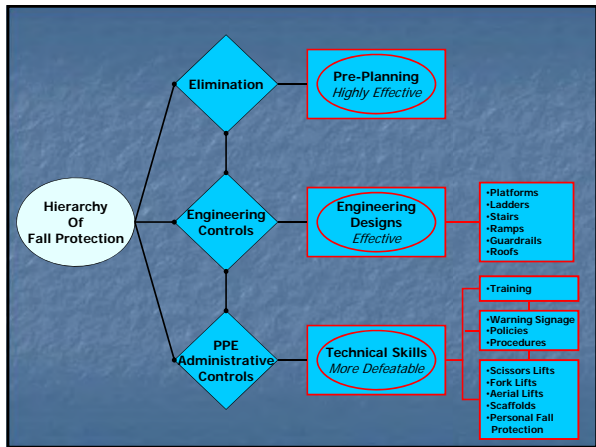 Hierarchy
Of
Fall Protection
Elimination
Pre-Planning
Highly Effective
Engineering
Controls
Engineering
Designs
Effective
•Platforms
•Ladders
•Stairs
•Ramps
•Guardrails
•Roofs
PPE
Administrative
Controls
Technical Skills
More Defeatable
•Training
•Warning Signage
•Policies
•Procedures
•Scissors Lifts
•Fork Lifts
•Aerial Lifts
•Scaffolds
•Personal Fall
Protection